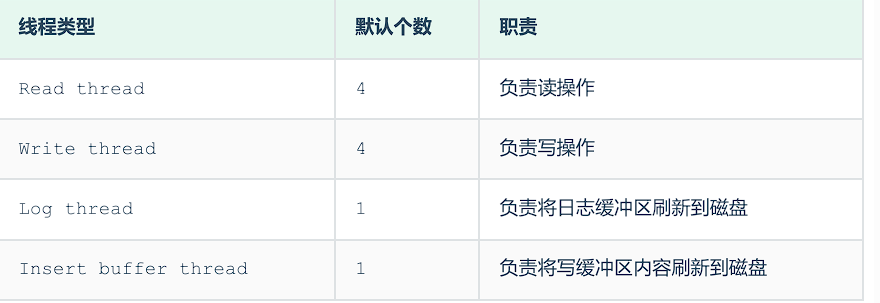 线程类型 默认个数 职责
Read thread 4 负责读操作
Write thread 4 负责写操作
Log thread 1 负责将日志缓冲区刷新到磁盘
Insert buffer thread 1 负责将写缓冲区内容刷新到磁盘